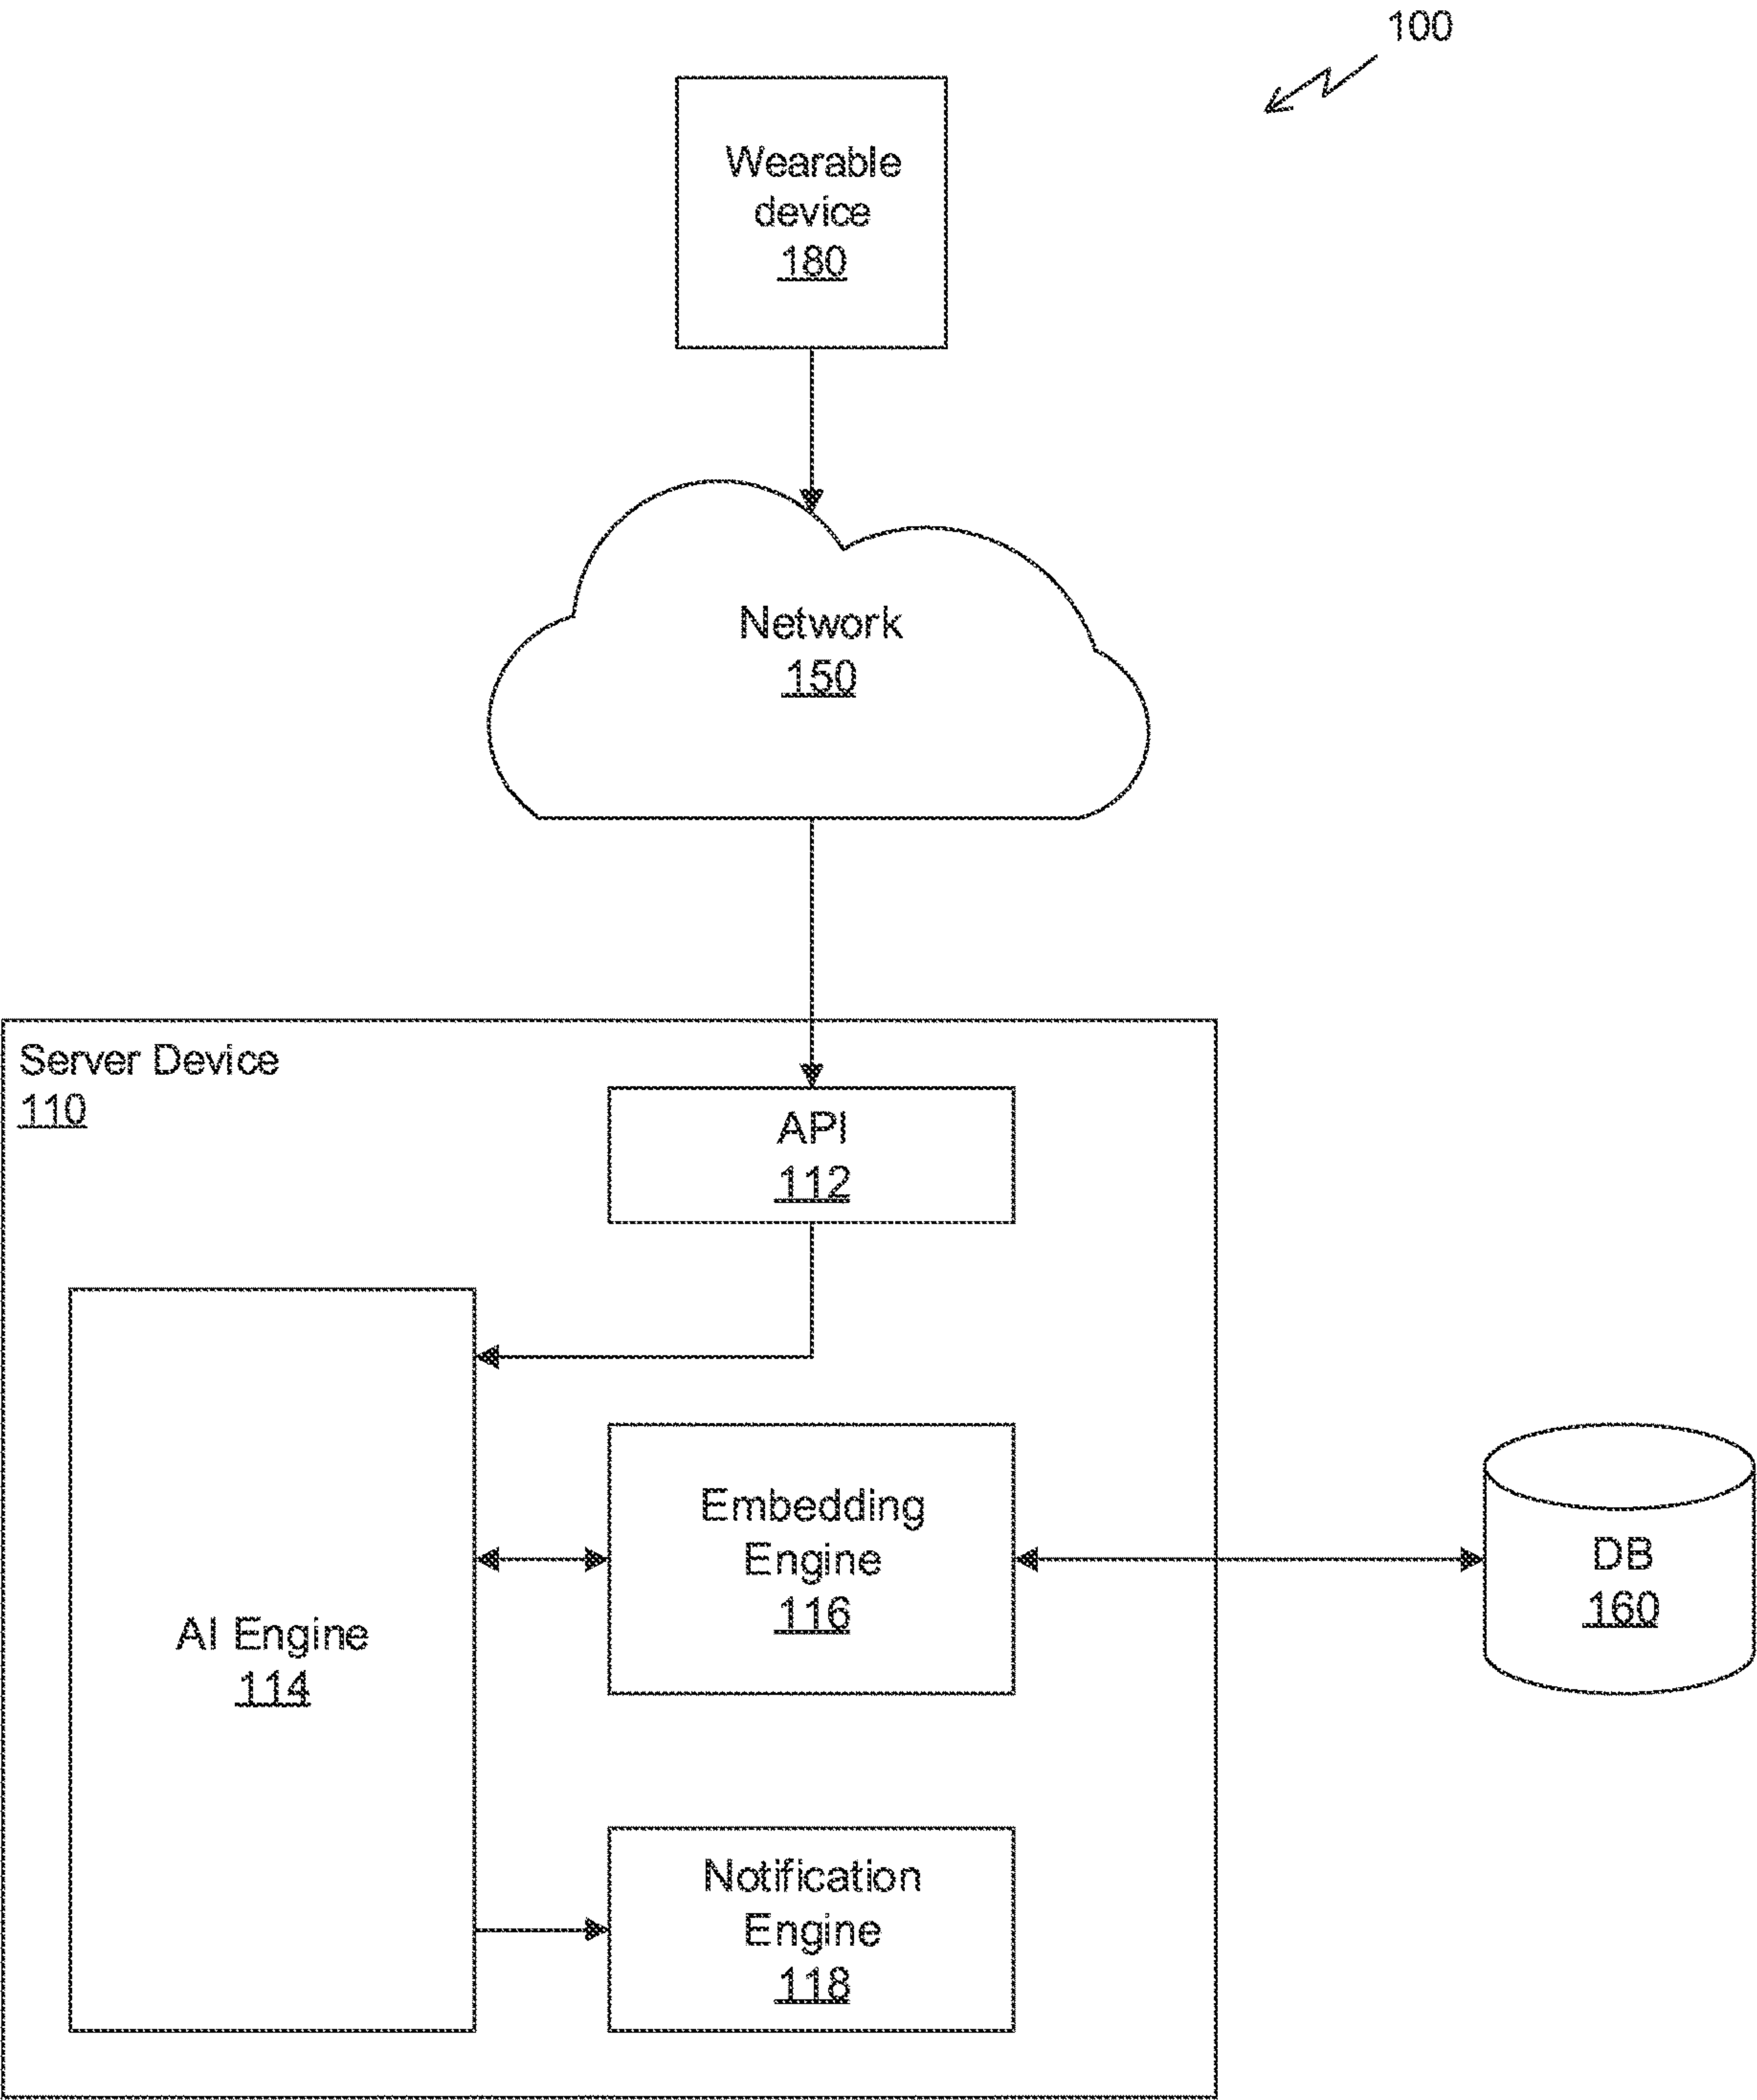 100
Wearable
device
180
Network
150
Server Device
110
API
112
Embedding
Engine
116
DB
160
AI Engine
114
Notification
Engine
118